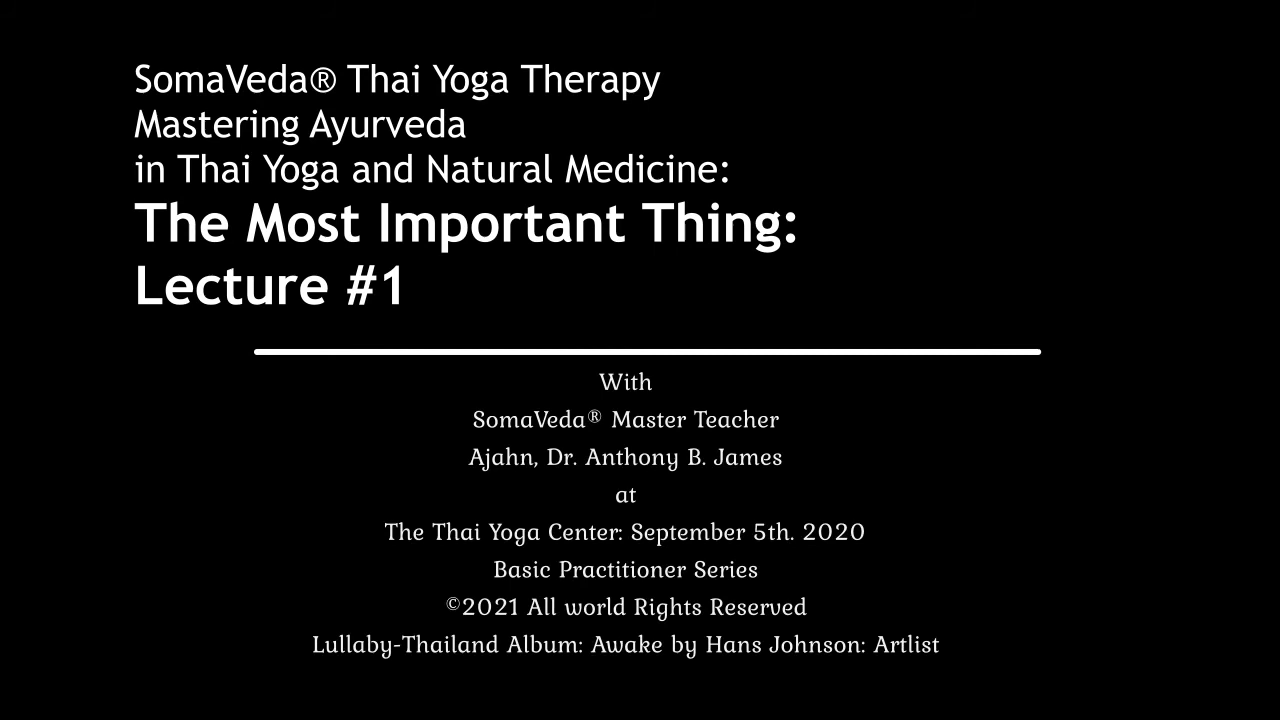 SomaVeda® Thai Yoga Therapy
Mastering Ayurveda
in Thai Yoga and Natural Medicine:
The Most Important Thing:
Lecture #1
With
SomaVeda® Master Teacher
Ajahn, Dr. Anthony B. James
at
The Thai Yoga Center: September 5th. 2020
Basic Practitioner Series
©2021 All world Rights Reserved
Lullaby-Thailand Album: Awake by Hans Johnson: Artlist